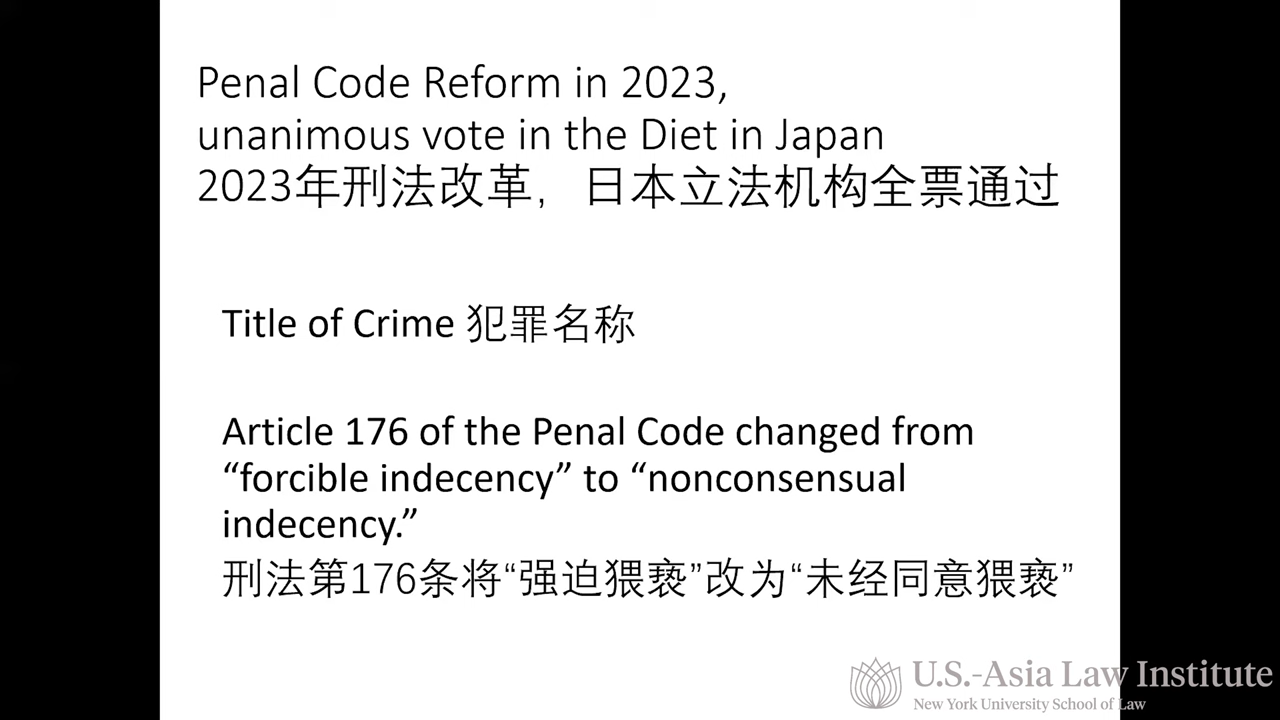 Penal Code Reform in 2023,
unanimous vote in the Diet in Japan
2023年刑法改革，日本立法机构全票通过
Title of Crime 犯罪名称
Article 176 of the Penal Code changed from
“forcible indecency” to “nonconsensual
indecency.”
刑法第176条将“强迫猥亵”改为“未经同意猥亵”
U.S.-Asia Law Institute
New York University School of Law